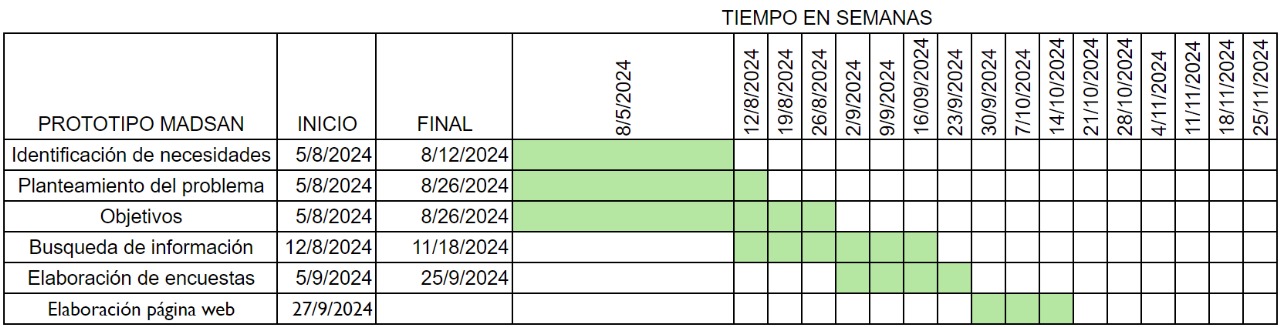 TIEMPO EN SEMANAS
PROTOTIPO MADSAN INICIO FINAL 8/5/2024 12/8/2024 19/8/2024 26/8/2024 2/9/2024 9/9/2024 16/09/2024 23/9/2024 30/9/2024 7/10/2024 14/10/2024 21/10/2024 28/10/2024 4/11/2024 11/11/2024 18/11/2024 25/11/2024
Identificación de necesidades 5/8/2024 8/12/2024
Planteamiento del problema 5/8/2024 8/26/2024
Objetivos 5/8/2024 8/26/2024
Busqueda de información 12/8/2024 11/18/2024
Elaboración de encuestas 5/9/2024 25/9/2024
Elaboración página web 27/9/2024